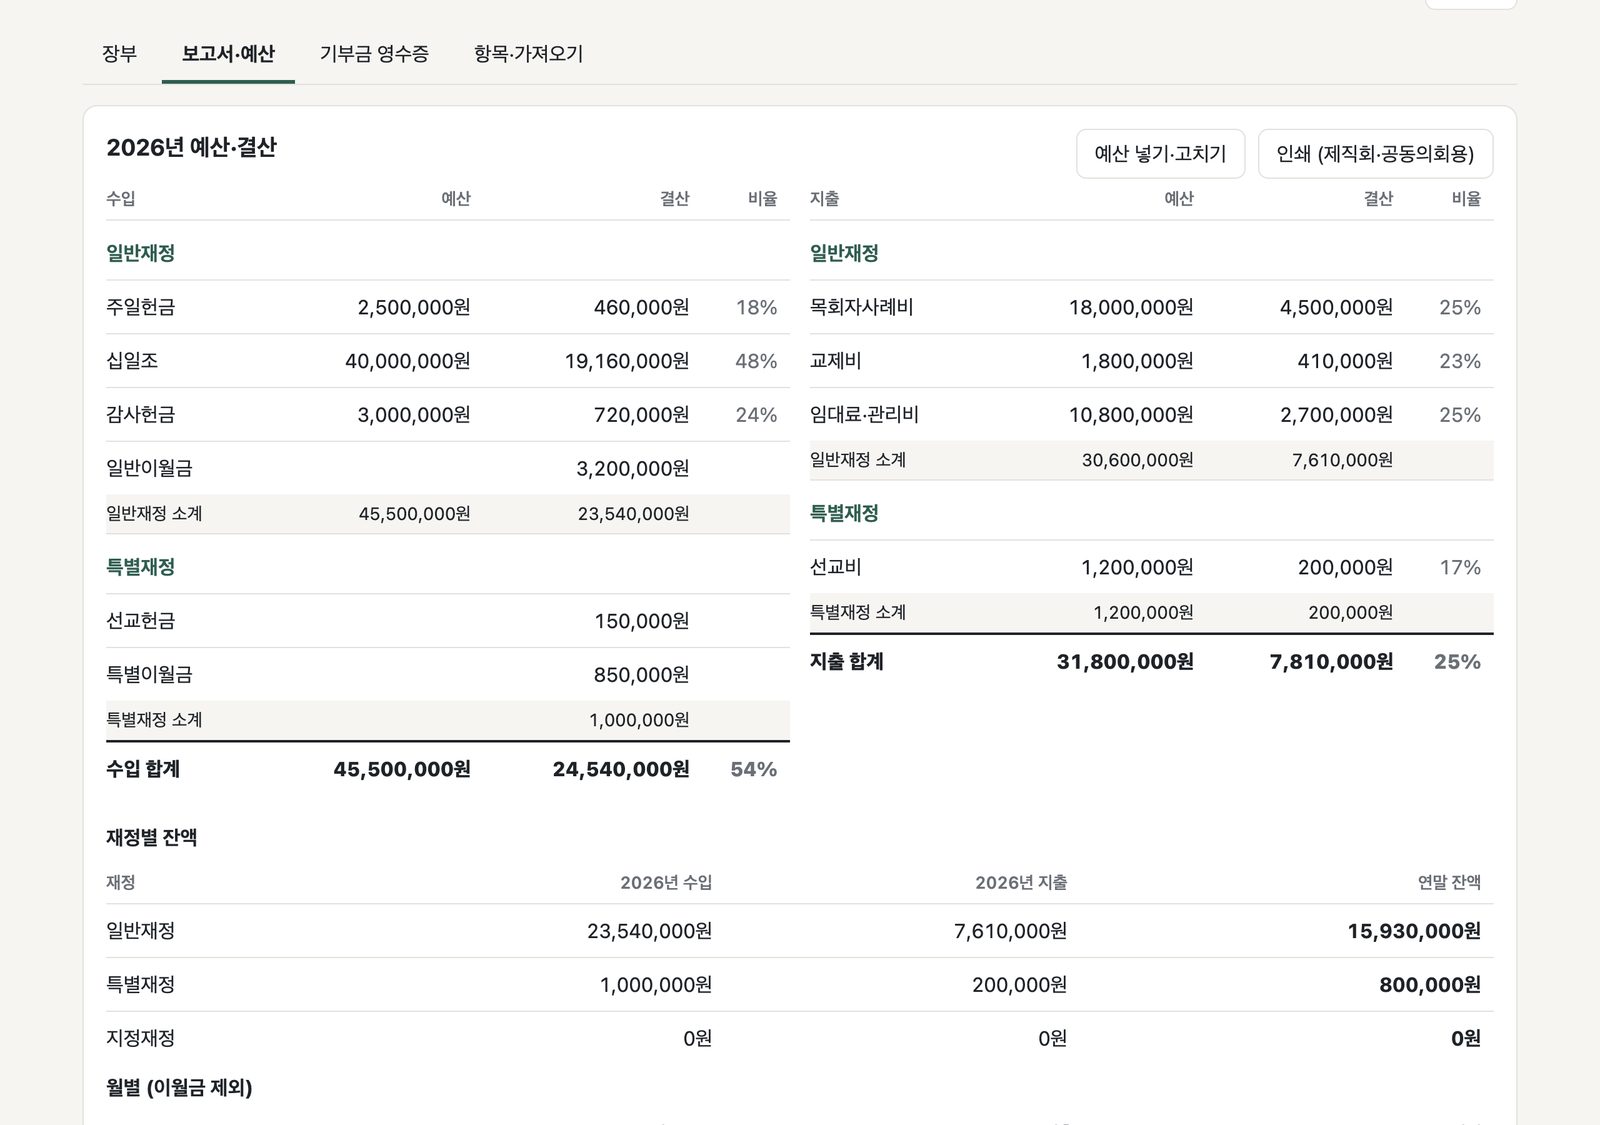 장부 보고서·예산 기부금 영수증 항목·가져오기
2026년 예산·결산
예산 넣기·고치기 인쇄 (제직회·공동의회용)
수입 예산 결산 비율
일반재정
주일헌금 2,500,000원 460,000원 18%
십일조 40,000,000원 19,160,000원 48%
감사헌금 3,000,000원 720,000원 24%
일반이월금 3,200,000원
일반재정 소계 45,500,000원 23,540,000원
특별재정
선교헌금 150,000원
특별이월금 850,000원
특별재정 소계 1,000,000원
수입 합계 45,500,000원 24,540,000원 54%
지출 예산 결산 비율
일반재정
목회자사례비 18,000,000원 4,500,000원 25%
교제비 1,800,000원 410,000원 23%
임대료·관리비 10,800,000원 2,700,000원 25%
일반재정 소계 30,600,000원 7,610,000원
특별재정
선교비 1,200,000원 200,000원 17%
특별재정 소계 1,200,000원 200,000원
지출 합계 31,800,000원 7,810,000원 25%
재정별 잔액
재정 2026년 수입 2026년 지출 연말 잔액
일반재정 23,540,000원 7,610,000원 15,930,000원
특별재정 1,000,000원 200,000원 800,000원
지정재정 0원 0원 0원
월별 (이월금 제외)